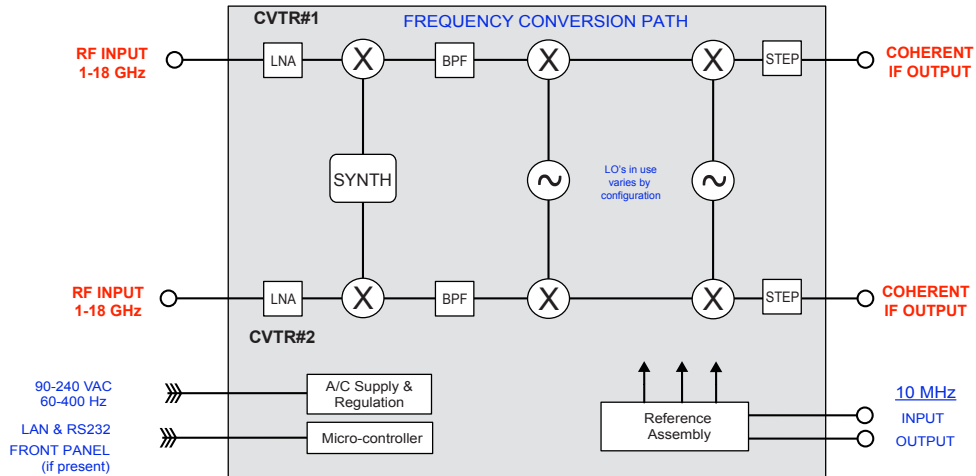 CVTR#1
FREQUENCY CONVERSION PATH
RF INPUT
1-18 GHz
LNA
X
BPF
X
X
STEP
COHERENT
IF OUTPUT
SYNTH
LO's in use
varies by
configuration
RF INPUT
1-18 GHz
LNA
X
BPF
X
X
STEP
COHERENT
IF OUTPUT
CVTR#2
90-240 VAC
60-400 Hz
A/C Supply &
Regulation
LAN & RS232
FRONT PANEL
(if present)
Micro-controller
Reference
Assembly
10 MHz
INPUT
OUTPUT